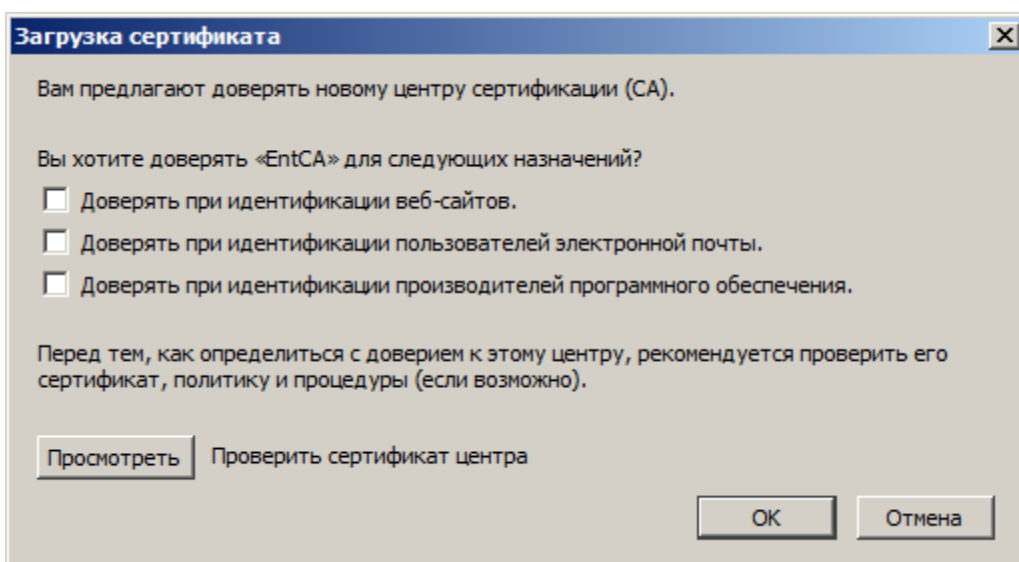 Загрузка сертификата
Вам предлагают доверять новому центру сертификации (CA).
Вы хотите доверять «EntCA» для следующих назначений?
Доверять при идентификации веб-сайтов.
Доверять при идентификации пользователей электронной почты.
Доверять при идентификации производителей программного обеспечения.
Перед тем, как определиться с доверием к этому центру, рекомендуется проверить его
сертификат, политику и процедуры (если возможно).
Просмотреть Проверить сертификат центра
ОК Отмена